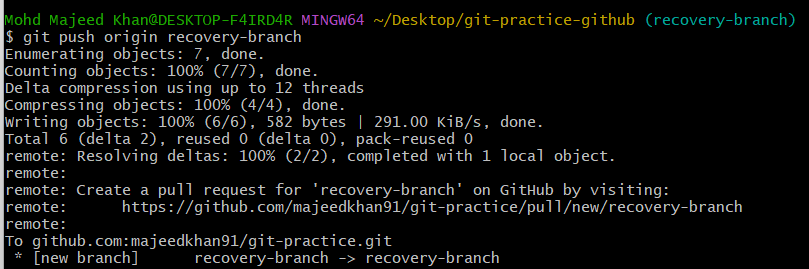 Mohd Majeed Khan@DESKTOP-F4IRD4R MINGW64 ~/Desktop/git-practice-github (recovery-branch)
$ git push origin recovery-branch
Enumerating objects: 7, done.
Counting objects: 100% (7/7), done.
Delta compression using up to 12 threads
Compressing objects: 100% (4/4), done.
Writing objects: 100% (6/6), 582 bytes | 291.00 KiB/s, done.
Total 6 (delta 2), reused 0 (delta 0), pack-reused 0
remote: Resolving deltas: 100% (2/2), completed with 1 local object.
remote:
remote: Create a pull request for 'recovery-branch' on GitHub by visiting:
remote:      https://github.com/majeedkhan91/git-practice/pull/new/recovery-branch
remote:
To github.com:majeedkhan91/git-practice.git
 * [new branch]      recovery-branch -> recovery-branch